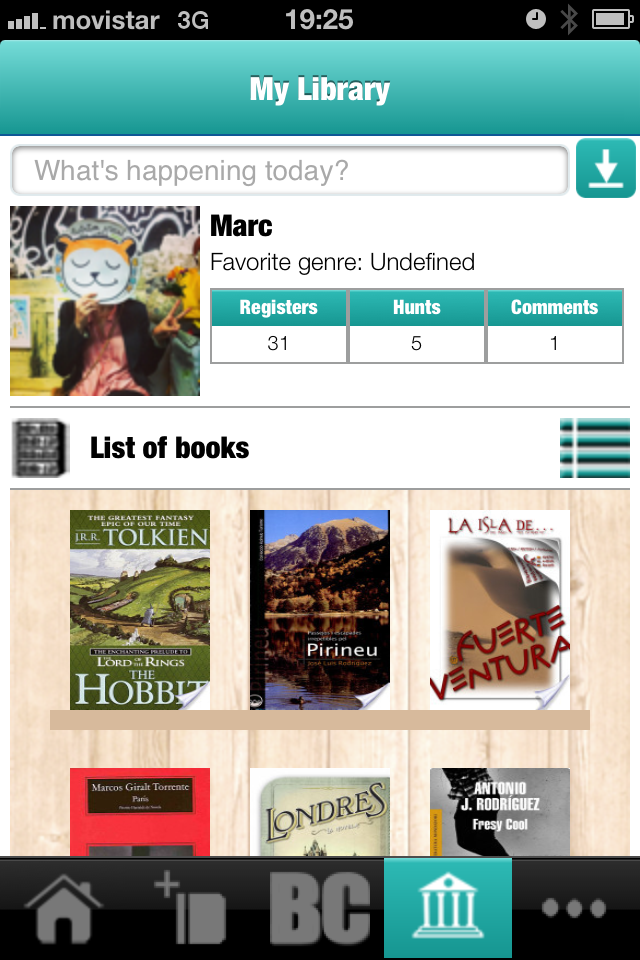 movistar 3G 19:25
My Library
What's happening today?
Marc
Favorite genre: Undefined
Registers Hunts Comments
31 5 1
List of books
THE GREATEST FANTASY
EPIC OF OUR TIME
J.R.R. TOLKIEN
THE ENCHANTING PRELUDE TO
THE LORD OF THE RINGS
THE
HOBBIT
Pirineu
José Luis Rodríguez
LA ISLA DE...
FUERTE
VENTURA
Marcos Giralt Torrente
París
LONDRES
ANTONIO
J. RODRÍGUEZ
Fresy Cool
BC